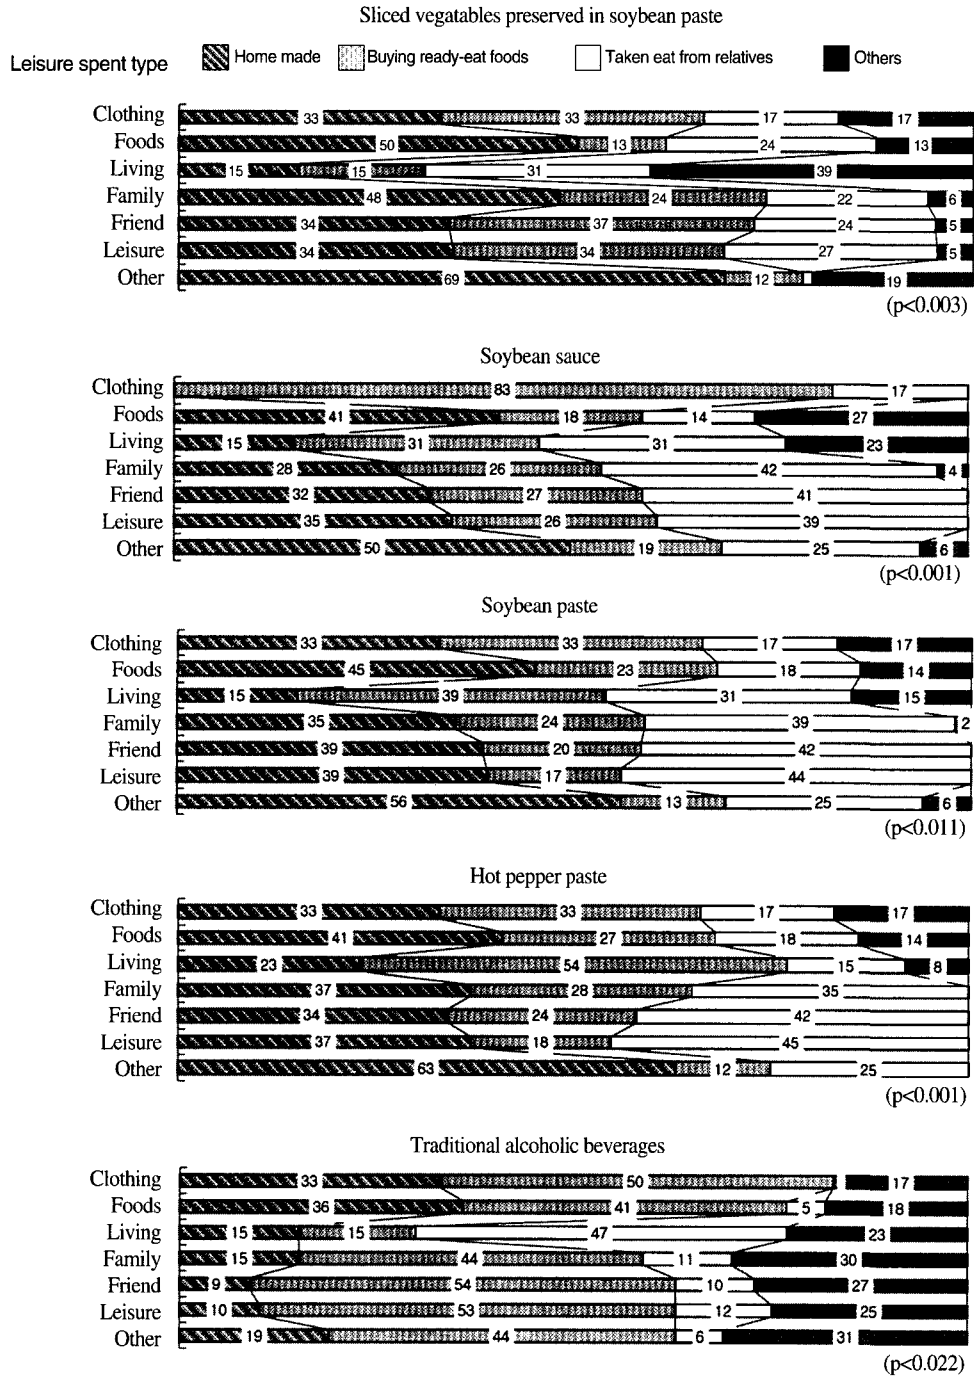 Sliced vegatables preserved in soybean paste
Leisure spent type Home made Buying ready-eat foods Taken eat from relatives Others
Clothing 33 33 17 17
Foods 50 13 24 13
Living 15 15 31 39
Family 48 24 22 6
Friend 34 37 24 5
Leisure 34 34 27 5
Other 69 12 19
(p<0.003)
Soybean sauce
Clothing 83 17
Foods 41 18 14 27
Living 15 31 31 23
Family 28 26 42 4
Friend 32 27 41
Leisure 35 26 39
Other 50 19 25 6
(p<0.001)
Soybean paste
Clothing 33 33 17 17
Foods 45 23 18 14
Living 15 39 31 15
Family 35 24 39 2
Friend 39 20 42
Leisure 39 17 44
Other 56 13 25 6
(p<0.011)
Hot pepper paste
Clothing 33 33 17 17
Foods 41 27 18 14
Living 23 54 15 8
Family 37 28 35
Friend 34 24 42
Leisure 37 18 45
Other 63 12 25
(p<0.001)
Traditional alcoholic beverages
Clothing 33 50 17
Foods 36 41 5 18
Living 15 15 47 23
Family 15 44 11 30
Friend 9 54 10 27
Leisure 10 53 12 25
Other 19 44 6 31
(p<0.022)